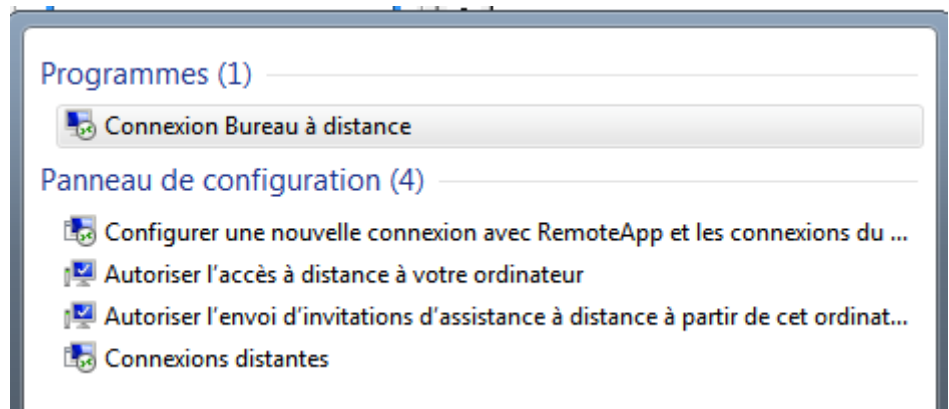 Programmes (1)
Connexion Bureau à distance
Panneau de configuration (4)
Configurer une nouvelle connexion avec RemoteApp et les connexions du ...
Autoriser l'accès à distance à votre ordinateur
Autoriser l'envoi d'invitations d'assistance à distance à partir de cet ordinat...
Connexions distantes